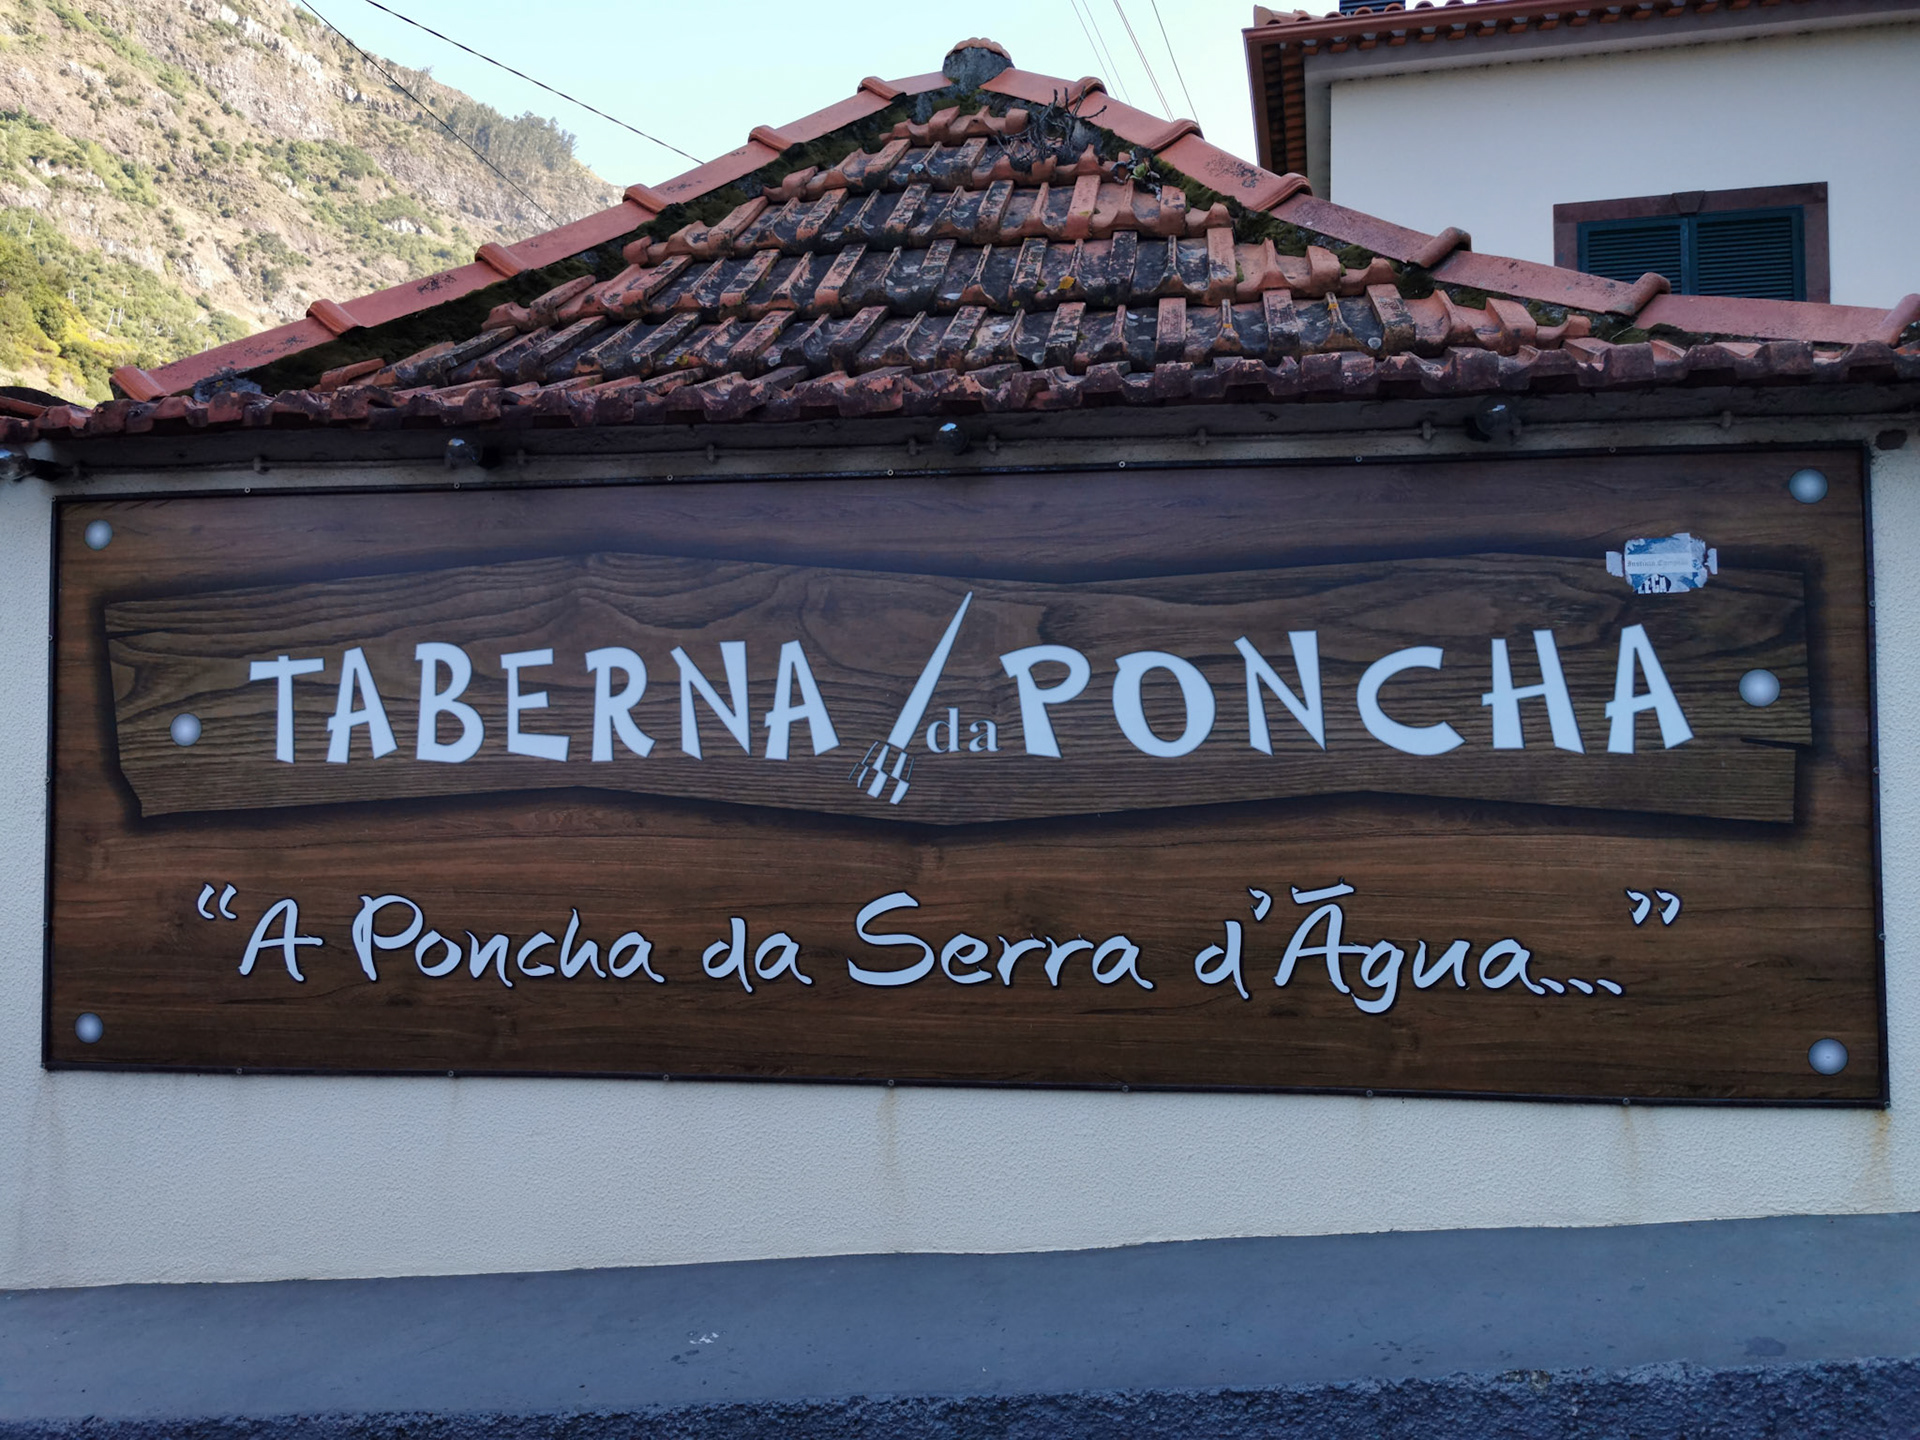 TABERNA da PONCHA
“A Poncha da Serra d’Āgua...”